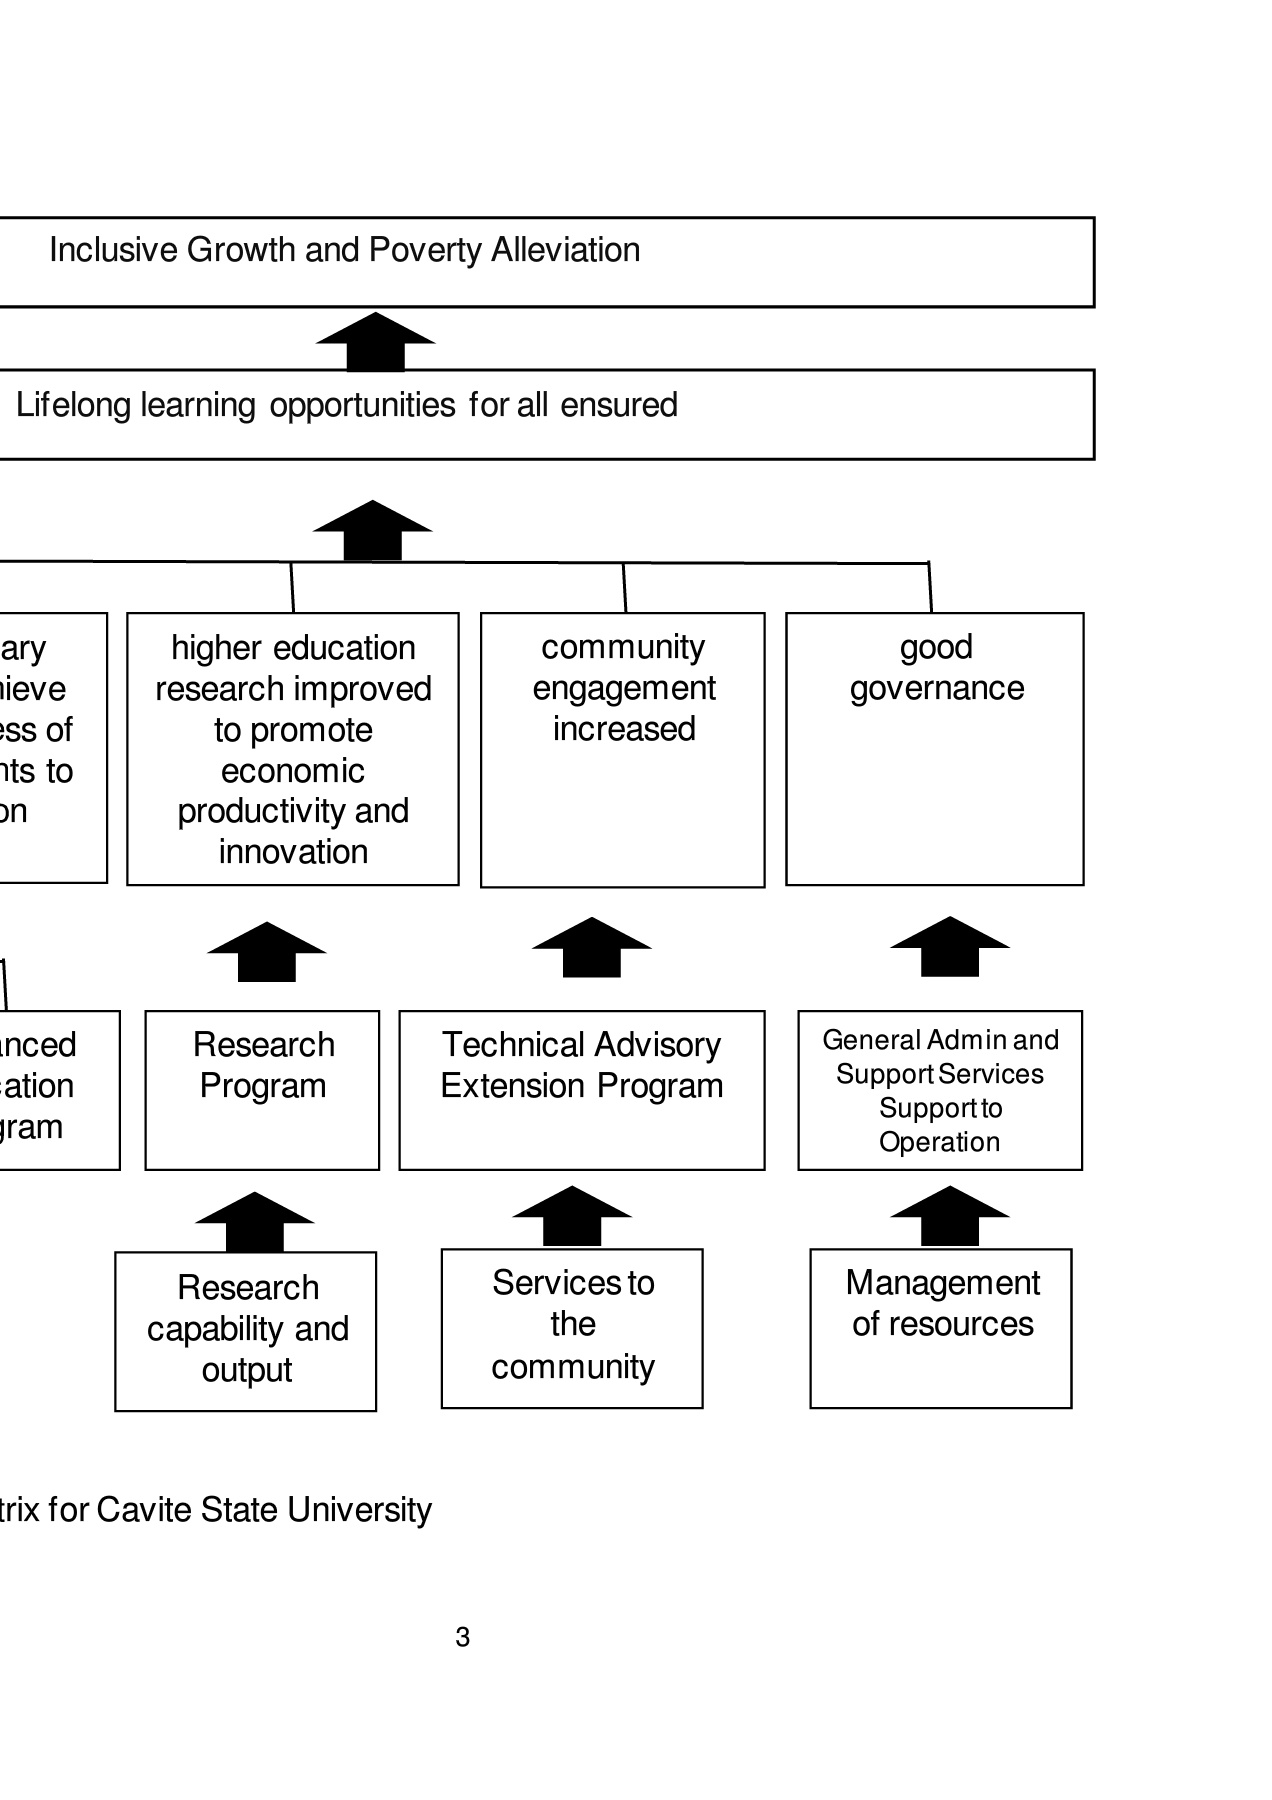 Inclusive Growth and Poverty Alleviation
Lifelong learning opportunities for all ensured
ary
hieve
ess of
nts to
on
higher education
research improved
to promote
economic
productivity and
innovation
community
engagement
increased
good
governance
anced
cation
gram
Research
Program
Technical Advisory
Extension Program
General Admin and
Support Services
Support to
Operation
Research
capability and
output
Services to
the
community
Management
of resources
trix for Cavite State University
3